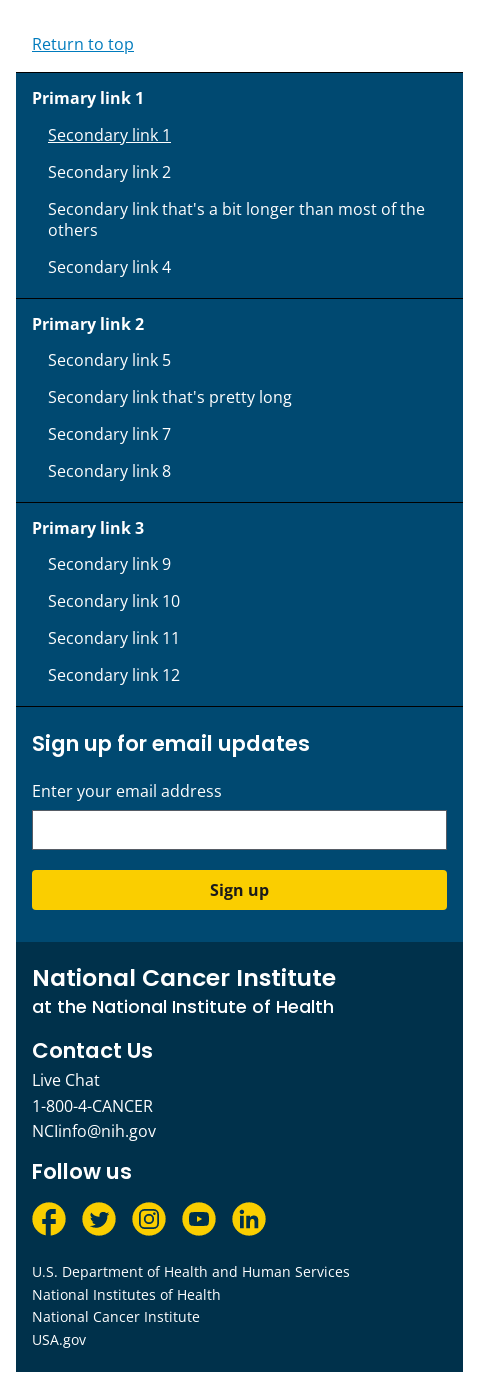 Return to top
Primary link 1
Secondary link 1
Secondary link 2
Secondary link that's a bit longer than most of the
others
Secondary link 4
Primary link 2
Secondary link 5
Secondary link that's pretty long
Secondary link 7
Secondary link 8
Primary link 3
Secondary link 9
Secondary link 10
Secondary link 11
Secondary link 12
Sign up for email updates
Enter your email address
Sign up
National Cancer Institute
at the National Institute of Health
Contact Us
Live Chat
1-800-4-CANCER
NCIinfo@nih.gov
Follow us
U.S. Department of Health and Human Services
National Institutes of Health
National Cancer Institute
USA.gov